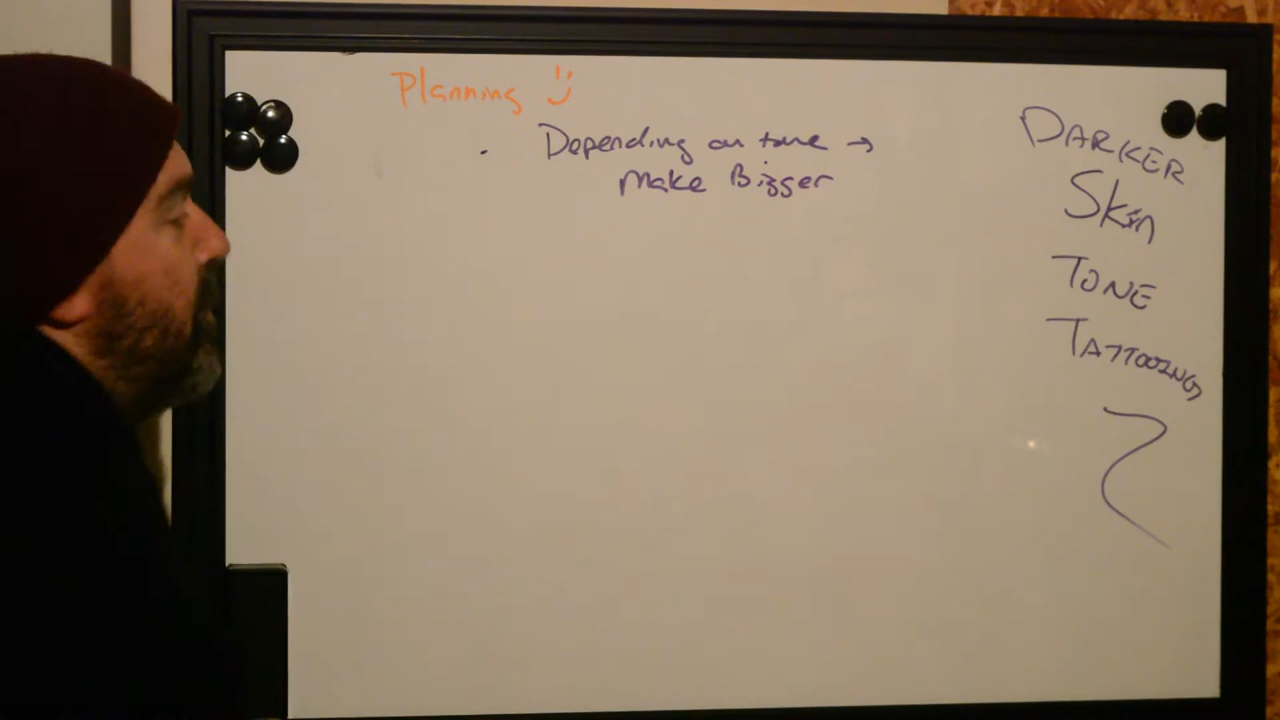 Planning
. Depending on tone →
Make Bigger
DARKER
Skin
TONE
TATTOOING